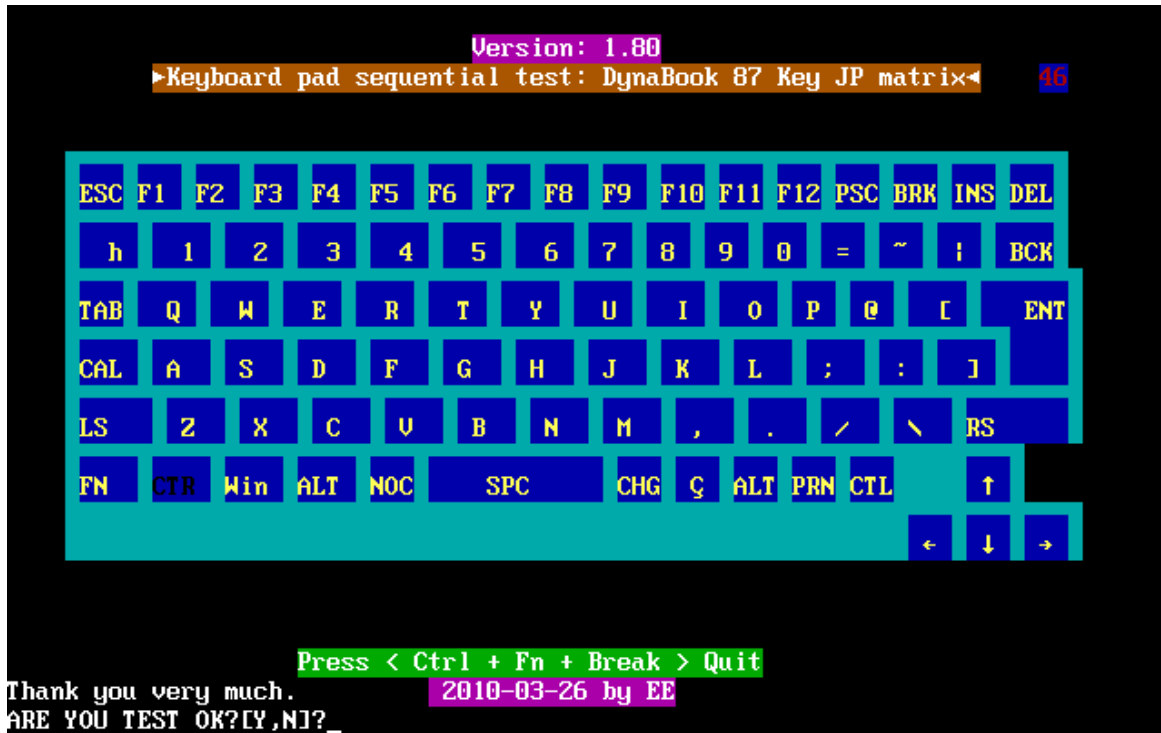 Version: 1.80
►Keyboard pad sequential test: DynaBook 87 Key JP matrix◄ 46
ESC F1 F2 F3 F4 F5 F6 F7 F8 F9 F10 F11 F12 PSC BRK INS DEL
h 1 2 3 4 5 6 7 8 9 0 = ~ ¦ BCK
TAB Q W E R T Y U I O P @ [ ENT
CAL A S D F G H J K L ; : ]
LS Z X C V B N M , . / \ RS
FN CTR Win ALT NOC SPC CHG Ç ALT PRN CTL ↑
← ↓ →
Press < Ctrl + Fn + Break > Quit
Thank you very much. 2010-03-26 by EE
ARE YOU TEST OK?[Y,N]?_